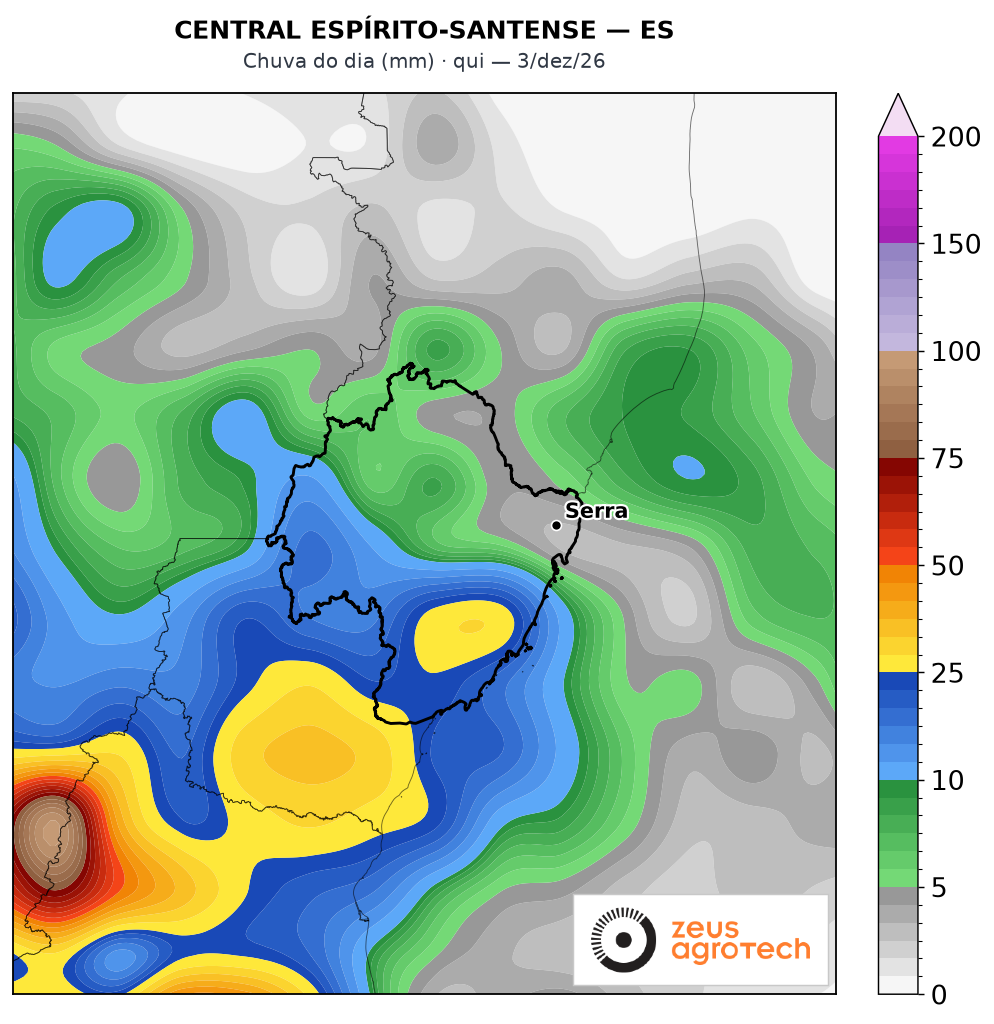 CENTRAL ESPÍRITO-SANTENSE — ES
Chuva do dia (mm) · qui — 3/dez/26
200
150
100
75
50
25
10
5
0
Serra
zeus
agroTech